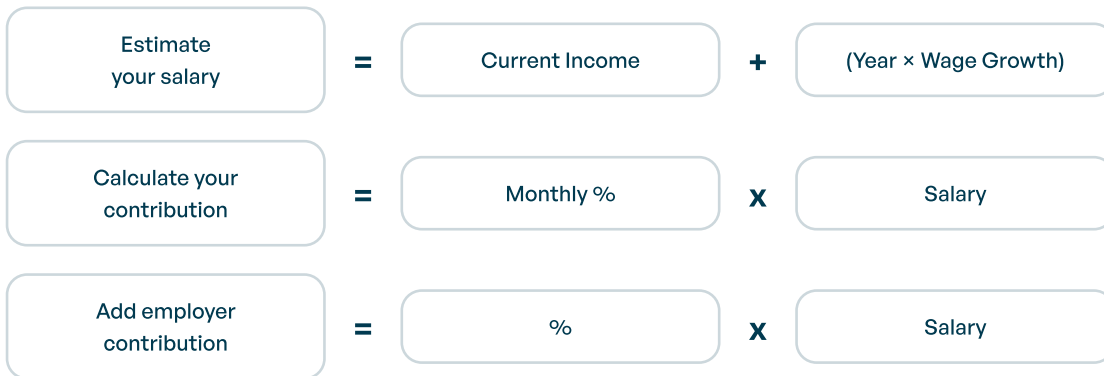 Estimate
your salary
=
Current Income
+
(Year × Wage Growth)
Calculate your
contribution
=
Monthly %
x
Salary
Add employer
contribution
=
%
x
Salary